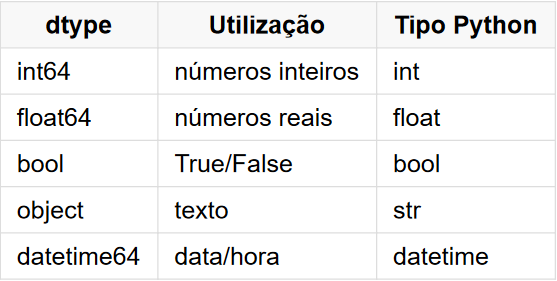 dtype Utilização Tipo Python
int64 números inteiros int
float64 números reais float
bool True/False bool
object texto str
datetime64 data/hora datetime